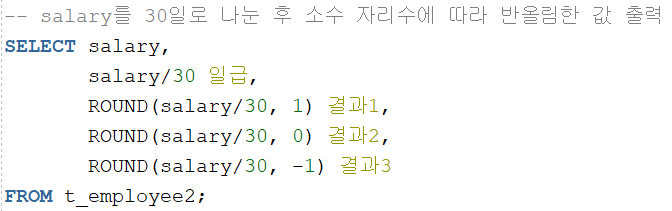 -- salary를 30일로 나눈 후 소수 자리수에 따라 반올림한 값 출력
SELECT salary,
salary/30 일급,
ROUND(salary/30, 1) 결과1,
ROUND(salary/30, 0) 결과2,
ROUND(salary/30, -1) 결과3
FROM t_employee2;